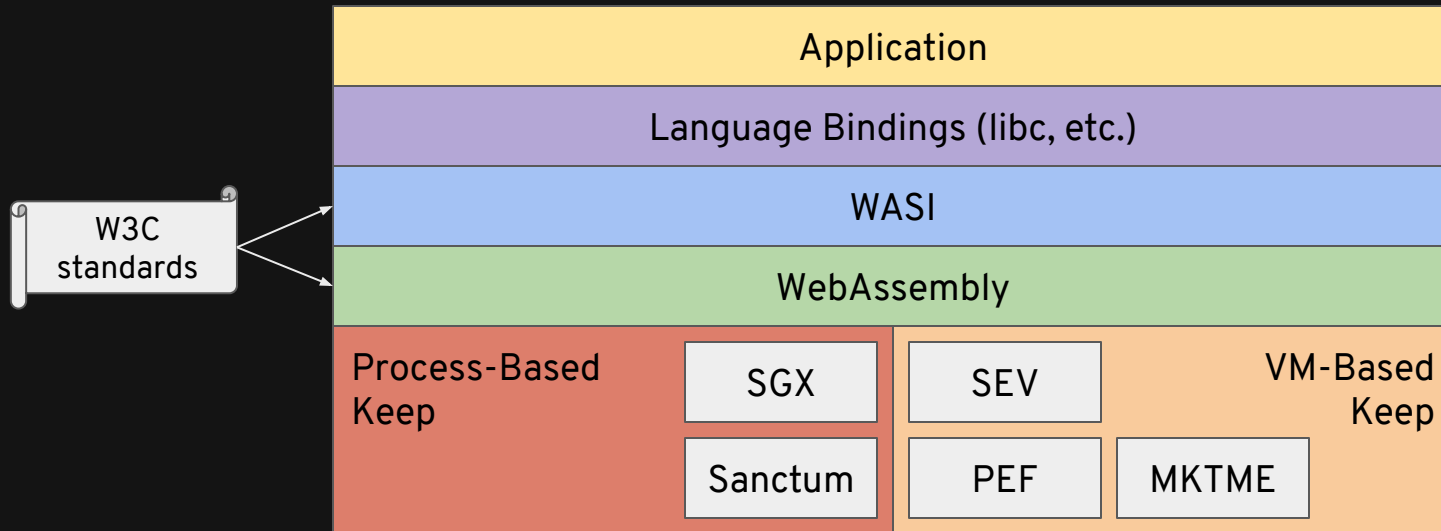 Application
Language Bindings (libc, etc.)
W3C
standards
WASI
WebAssembly
Process-Based
Keep
SGX
Sanctum
SEV
PEF
MKTME
VM-Based
Keep